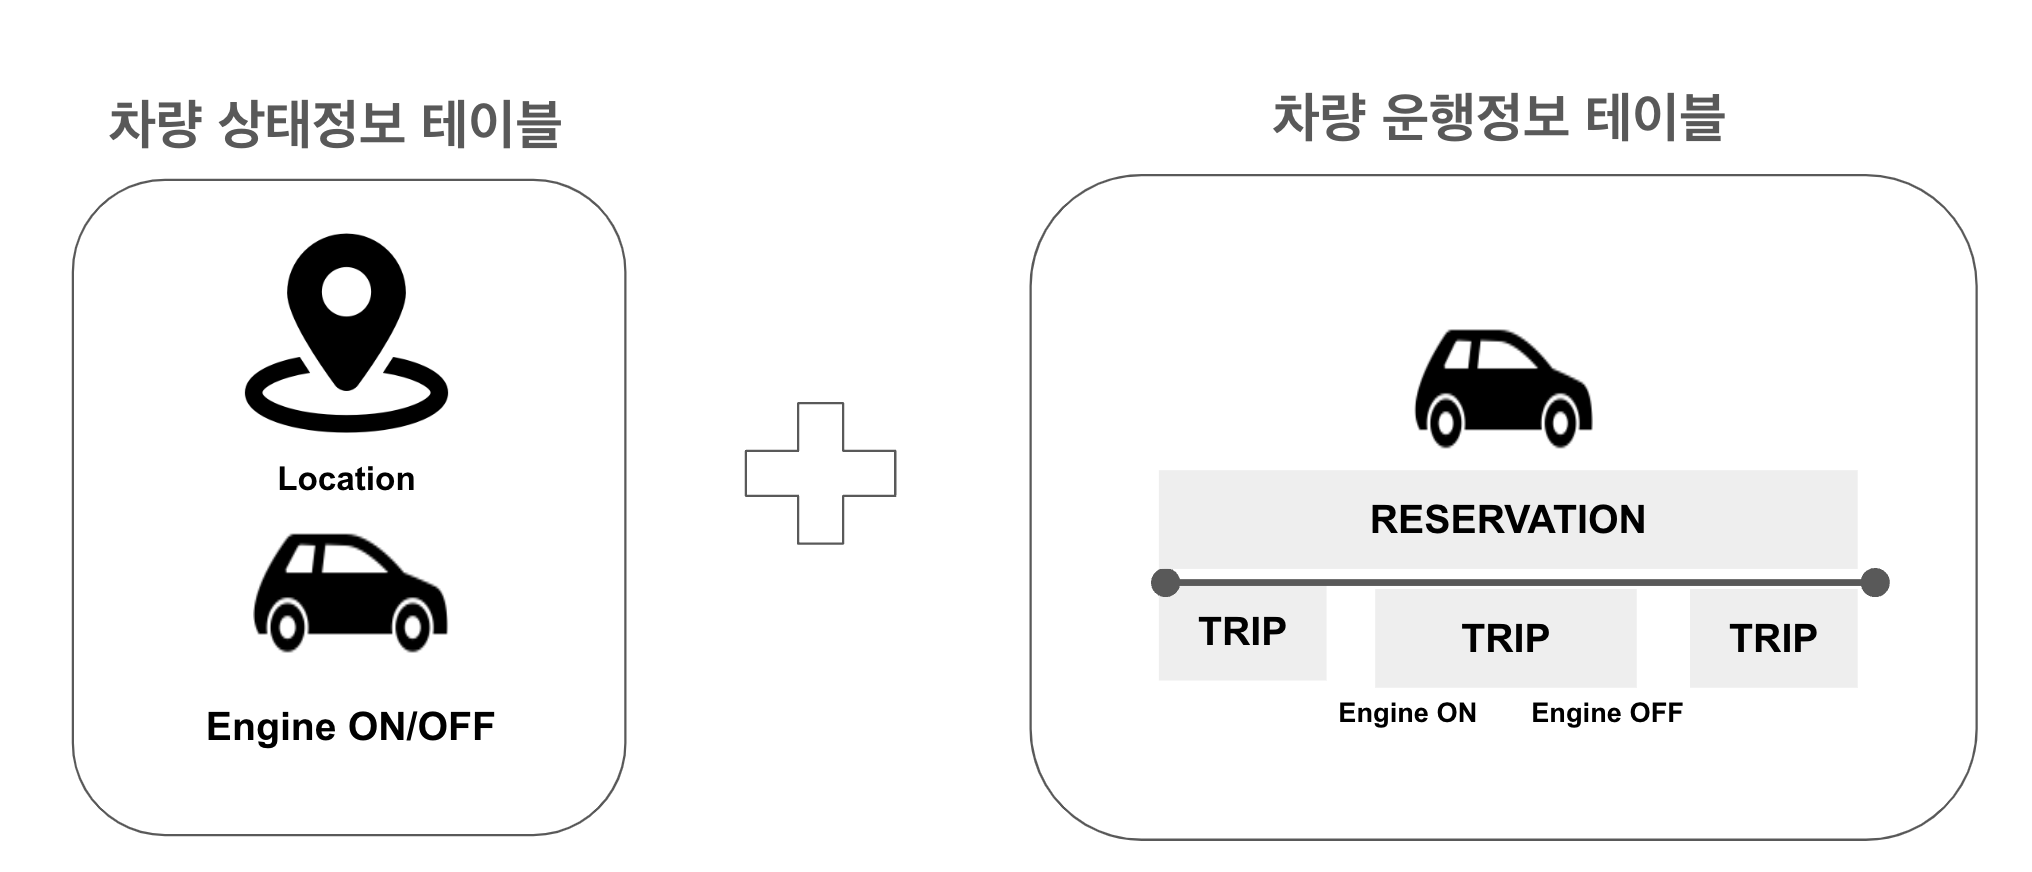 차량 상태정보 테이블
Location
Engine ON/OFF
차량 운행정보 테이블
RESERVATION
TRIP
TRIP
TRIP
Engine ON
Engine OFF